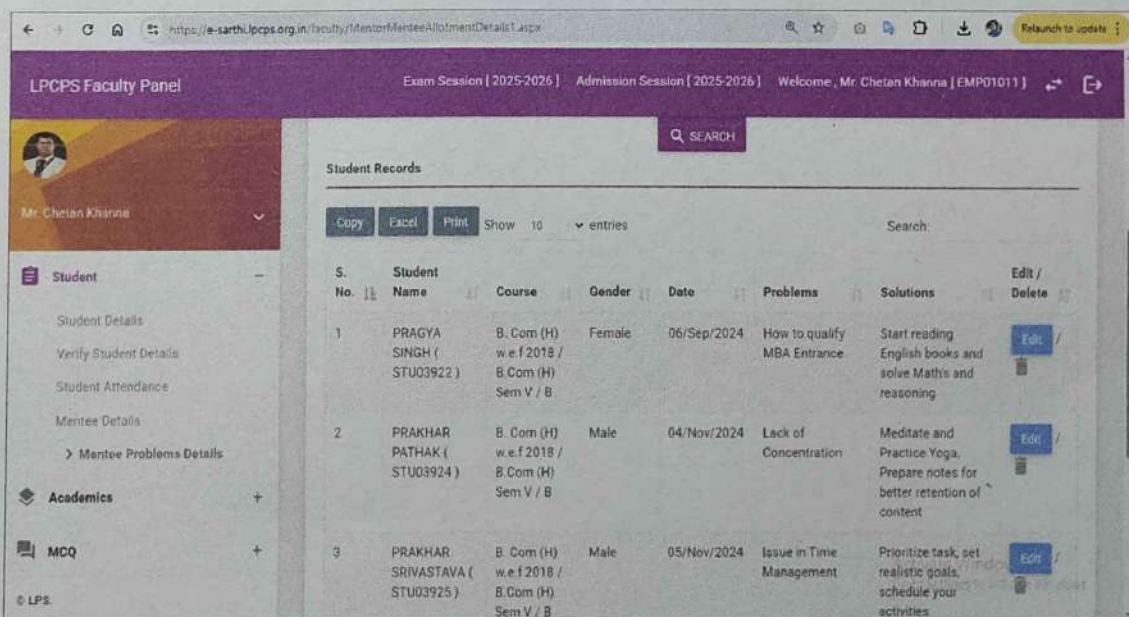 https://e-sarthi.lpcps.org.in/faculty/MentorMenteeAllotmentDetails1.aspx
Relaunch to update
LPCPS Faculty Panel
Exam Session [ 2025-2026 ]
Admission Session [ 2025-2026 ]
Welcome , Mr. Chetan Khanna [ EMP01011 ]
SEARCH
Mr. Chetan Khanna
Student
Student Details
Verify Student Details
Student Attendance
Mentee Details
> Mentee Problems Details
Academics
MCQ
© LPS.
Student Records
Copy Excel Print Show 10 entries
Search:
S. Student Edit /
No. Name Course Gender Date Problems Solutions Delete
1 PRAGYA B. Com (H) Female 06/Sep/2024 How to qualify Start reading Edit /
SINGH ( w.e.f 2018 / MBA Entrance English books and
STU03922 ) B.Com (H) solve Maths and
Sem V / B reasoning
2 PRAKHAR B. Com (H) Male 04/Nov/2024 Lack of Meditate and Edit /
PATHAK ( w.e.f 2018 / Concentration Practice Yoga,
STU03924 ) B.Com (H) Prepare notes for
Sem V / B better retention of
content
3 PRAKHAR B. Com (H) Male 05/Nov/2024 Issue in Time Prioritize task, set Edit /
SRIVASTAVA ( w.e.f 2018 / Management realistic goals,
STU03925 ) B.Com (H) schedule your
Sem V / B activities